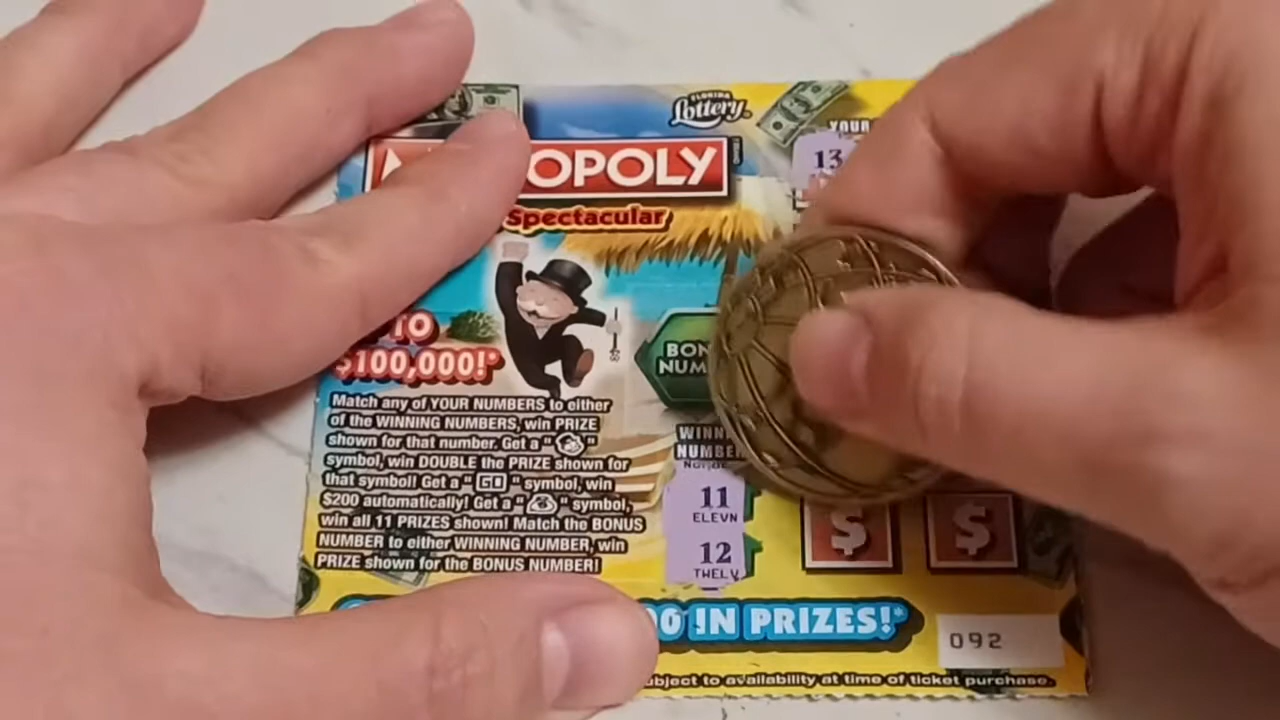 FLORIDA
Lottery
YOUR
13
OPOLY
Spectacular
TO
$100,000!*
BON
NUM
Match any of YOUR NUMBERS to either
of the WINNING NUMBERS, win PRIZE
shown for that number. Get a " "
symbol, win DOUBLE the PRIZE shown for
that symbol! Get a " GO " symbol, win
$200 automatically! Get a " " symbol,
win all 11 PRIZES shown! Match the BONUS
NUMBER to either WINNING NUMBER, win
PRIZE shown for the BONUS NUMBER!
WINN
NUMBER
11
ELEVN
12
TWELV
$ $
00 IN PRIZES!*
092
ubject to availability at time of ticket purchase.